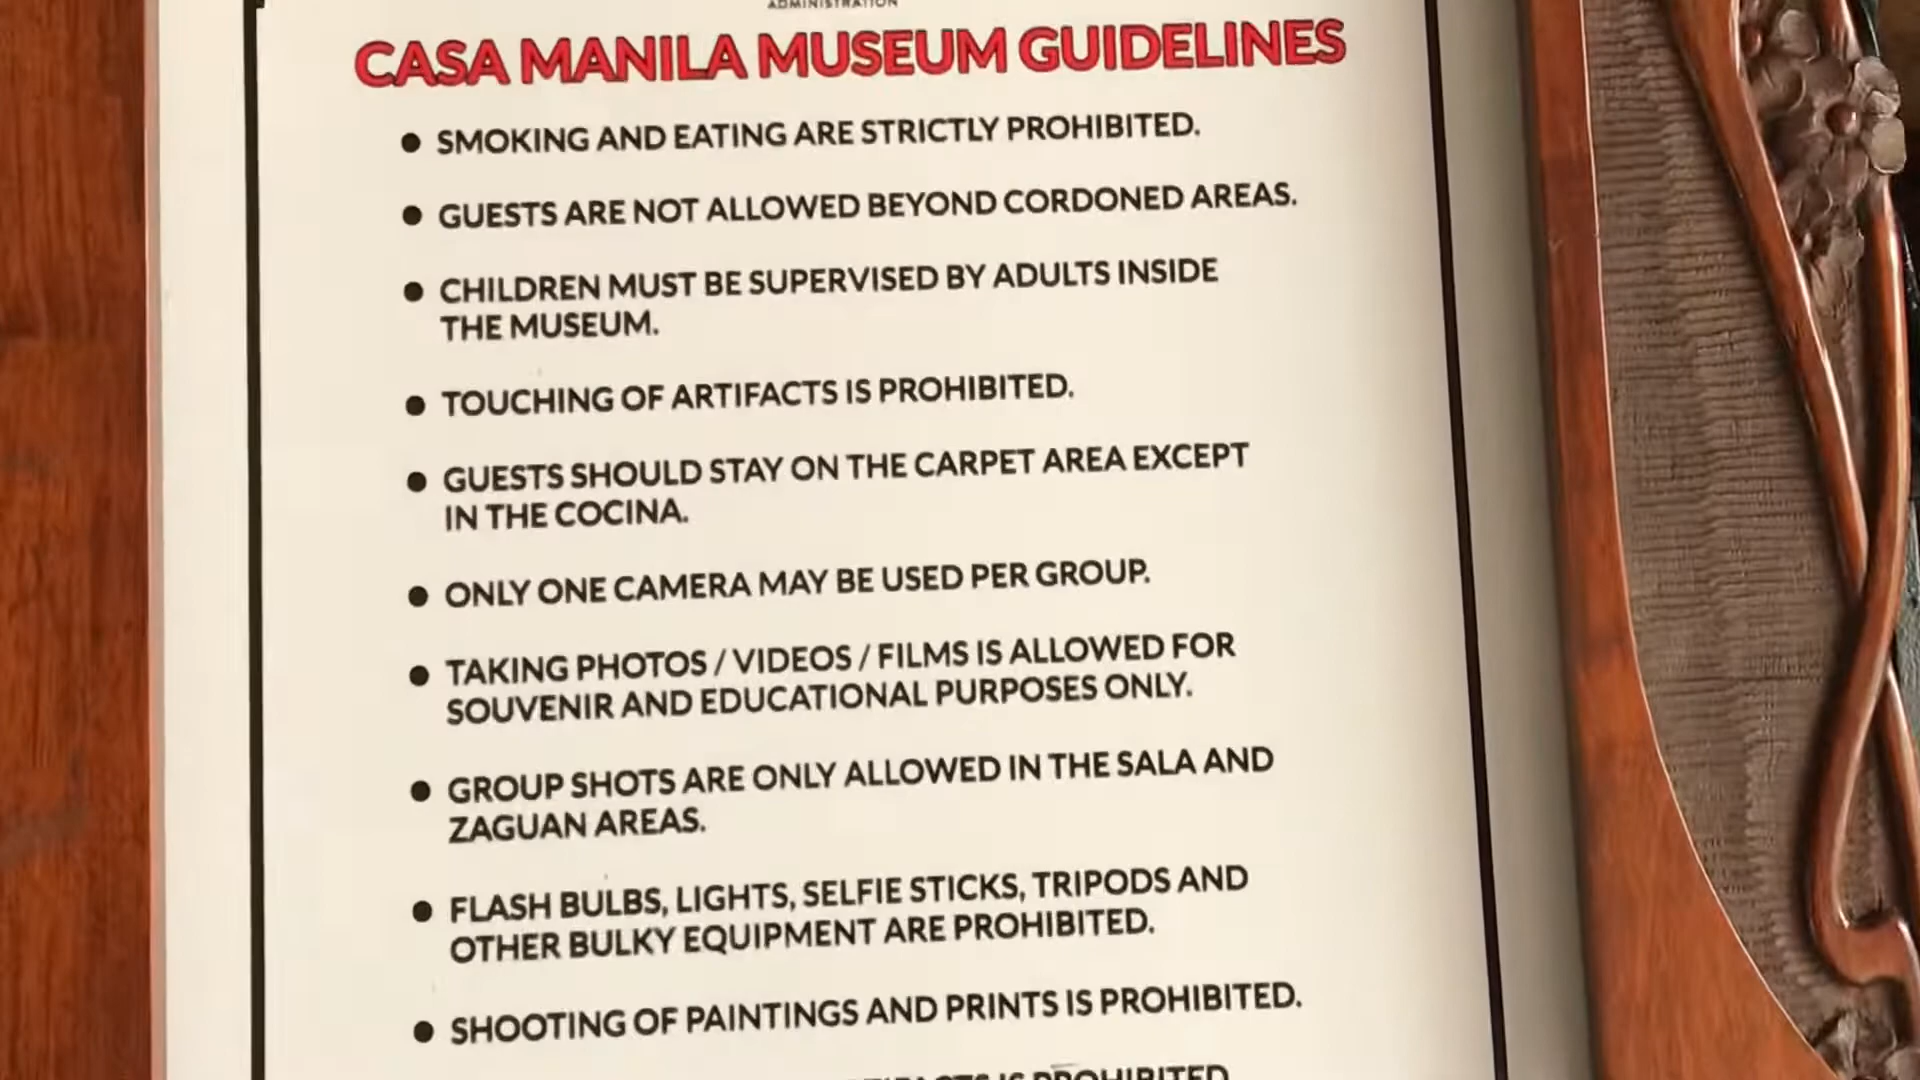 ADMINISTRATION
CASA MANILA MUSEUM GUIDELINES
● SMOKING AND EATING ARE STRICTLY PROHIBITED.
● GUESTS ARE NOT ALLOWED BEYOND CORDONED AREAS.
● CHILDREN MUST BE SUPERVISED BY ADULTS INSIDE
THE MUSEUM.
● TOUCHING OF ARTIFACTS IS PROHIBITED.
● GUESTS SHOULD STAY ON THE CARPET AREA EXCEPT
IN THE COCINA.
● ONLY ONE CAMERA MAY BE USED PER GROUP.
● TAKING PHOTOS / VIDEOS / FILMS IS ALLOWED FOR
SOUVENIR AND EDUCATIONAL PURPOSES ONLY.
● GROUP SHOTS ARE ONLY ALLOWED IN THE SALA AND
ZAGUAN AREAS.
● FLASH BULBS, LIGHTS, SELFIE STICKS, TRIPODS AND
OTHER BULKY EQUIPMENT ARE PROHIBITED.
● SHOOTING OF PAINTINGS AND PRINTS IS PROHIBITED.
IS PROHIBITED